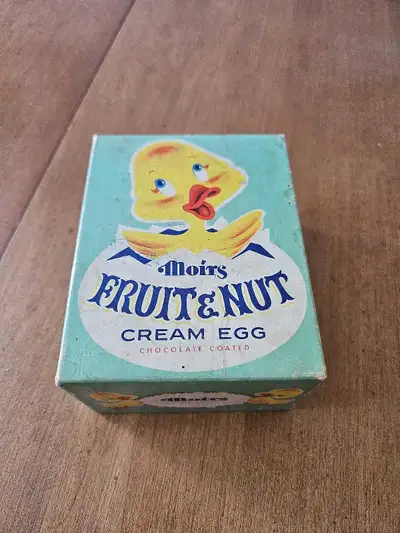 Moirs
FRUIT & NUT
CREAM EGG
CHOCOLATE COATED
Moirs